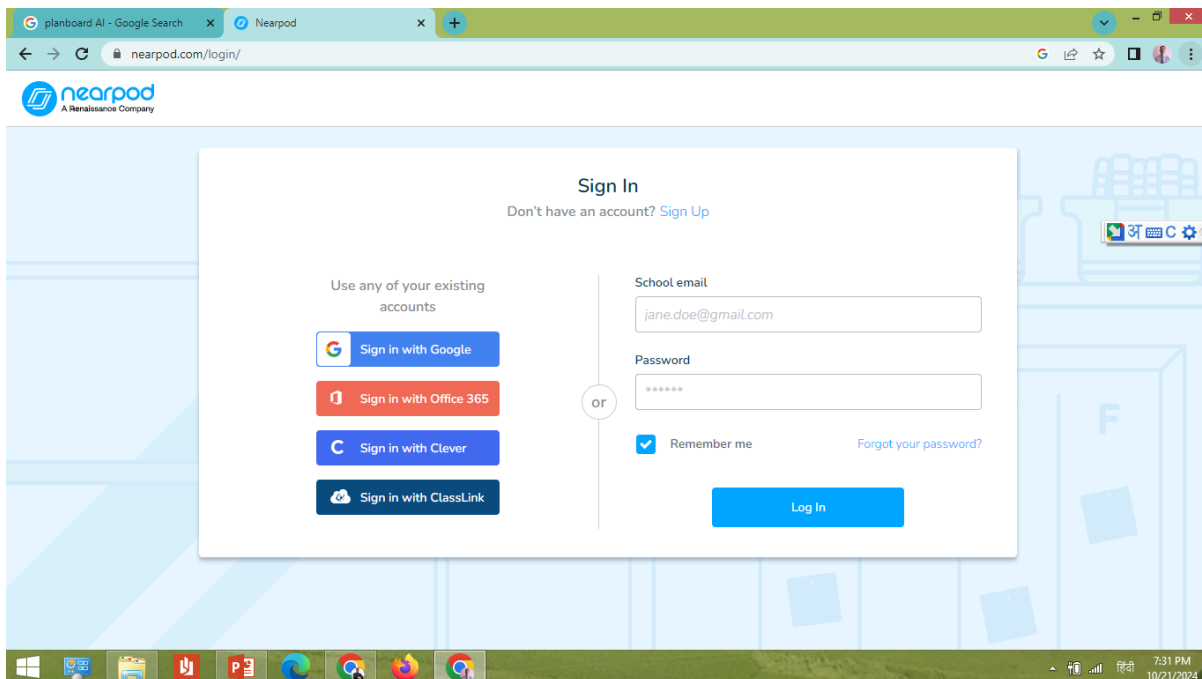 planboard AI - Google Search
Nearpod
nearpod.com/login/
nearpod
A Renaissance Company
Sign In
Don't have an account? Sign Up
Use any of your existing
accounts
Sign in with Google
Sign in with Office 365
Sign in with Clever
Sign in with ClassLink
or
School email
jane.doe@gmail.com
Password
******
Remember me
Forgot your password?
Log In
अ
C
F
हिंदी
7:31 PM
10/21/2024